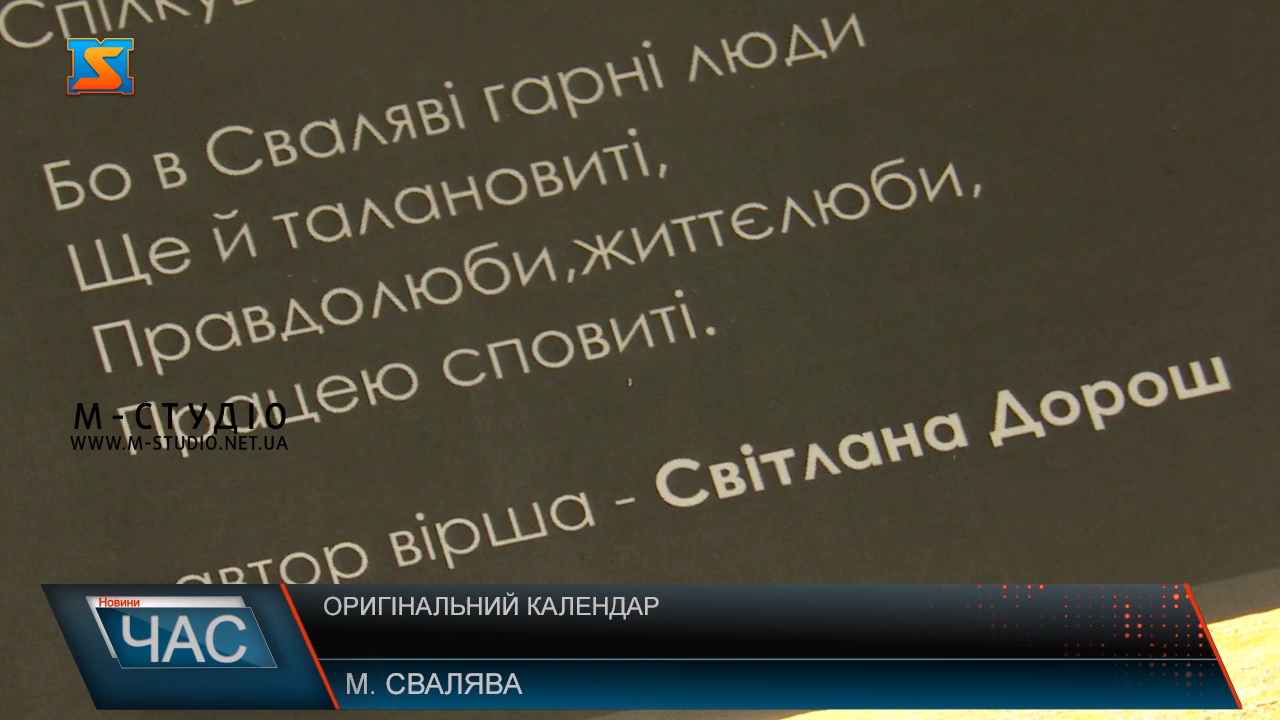 Бо в Сваляві гарні люди
Ще й талановиті,
Правдолюби,життєлюби,
Працею сповиті.
М-СТУДІО
WWW.M-STUDIO.NET.UA
автор вірша - Світлана Дорош
Новини
ЧАС
ОРИГІНАЛЬНИЙ КАЛЕНДАР
М. СВАЛЯВА